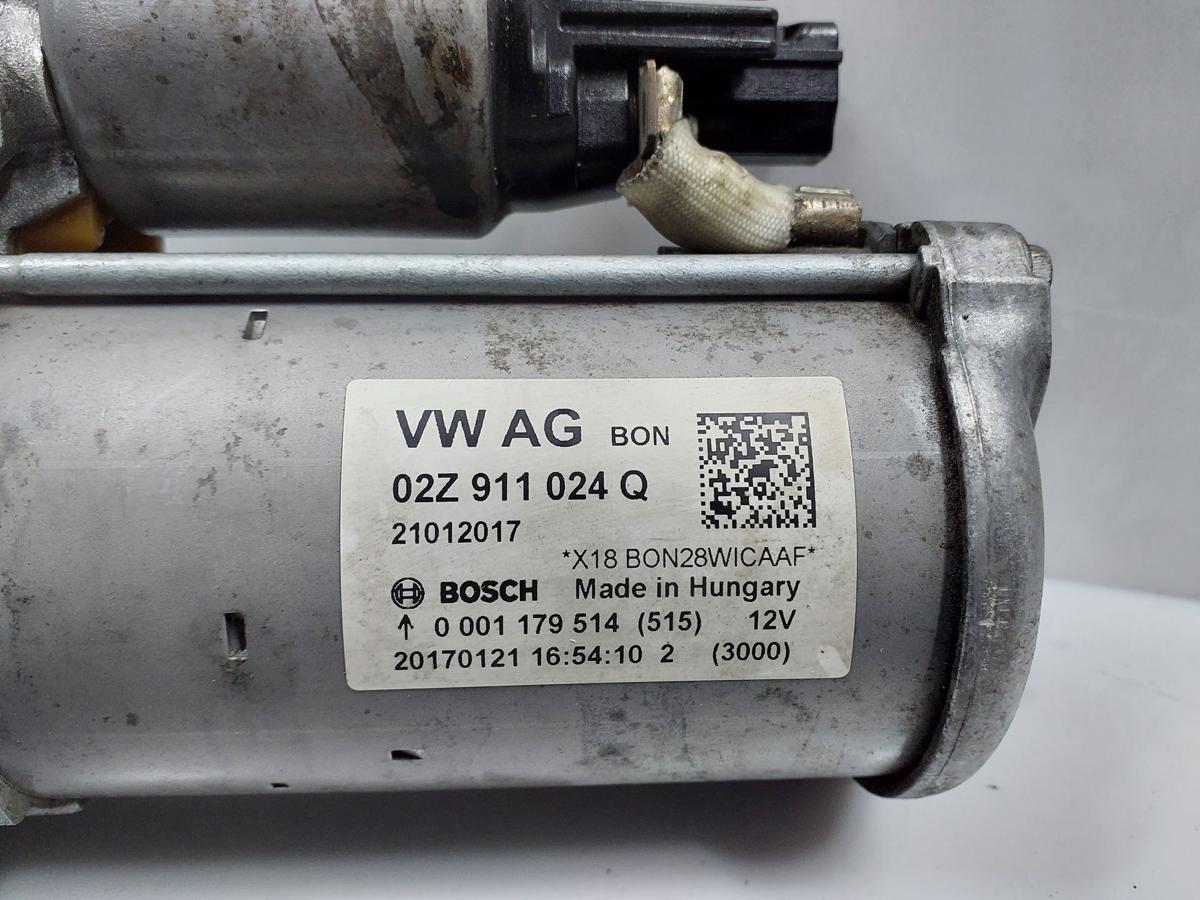 VW AG BON
02Z 911 024 Q
21012017
*X18 BON28WICAAF*
BOSCH Made in Hungary
↑ 0 001 179 514 (515) 12V
20170121 16:54:10 2 (3000)